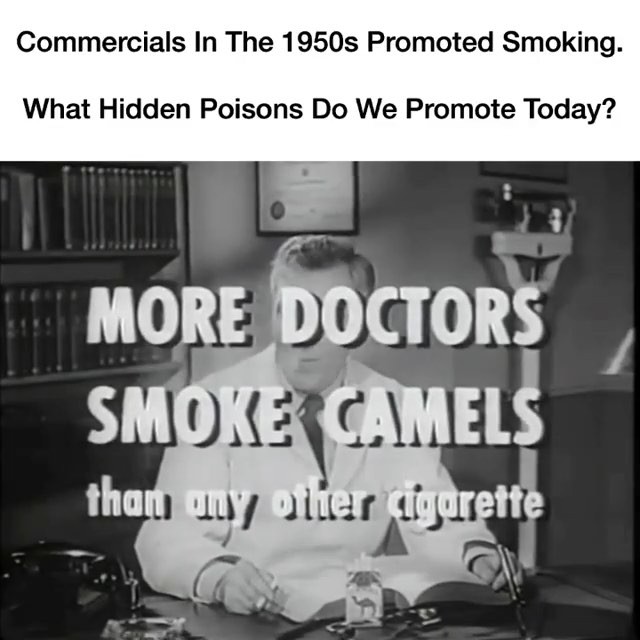 Commercials In The 1950s Promoted Smoking.
What Hidden Poisons Do We Promote Today?
MORE DOCTORS
SMOKE CAMELS
than any other cigarette